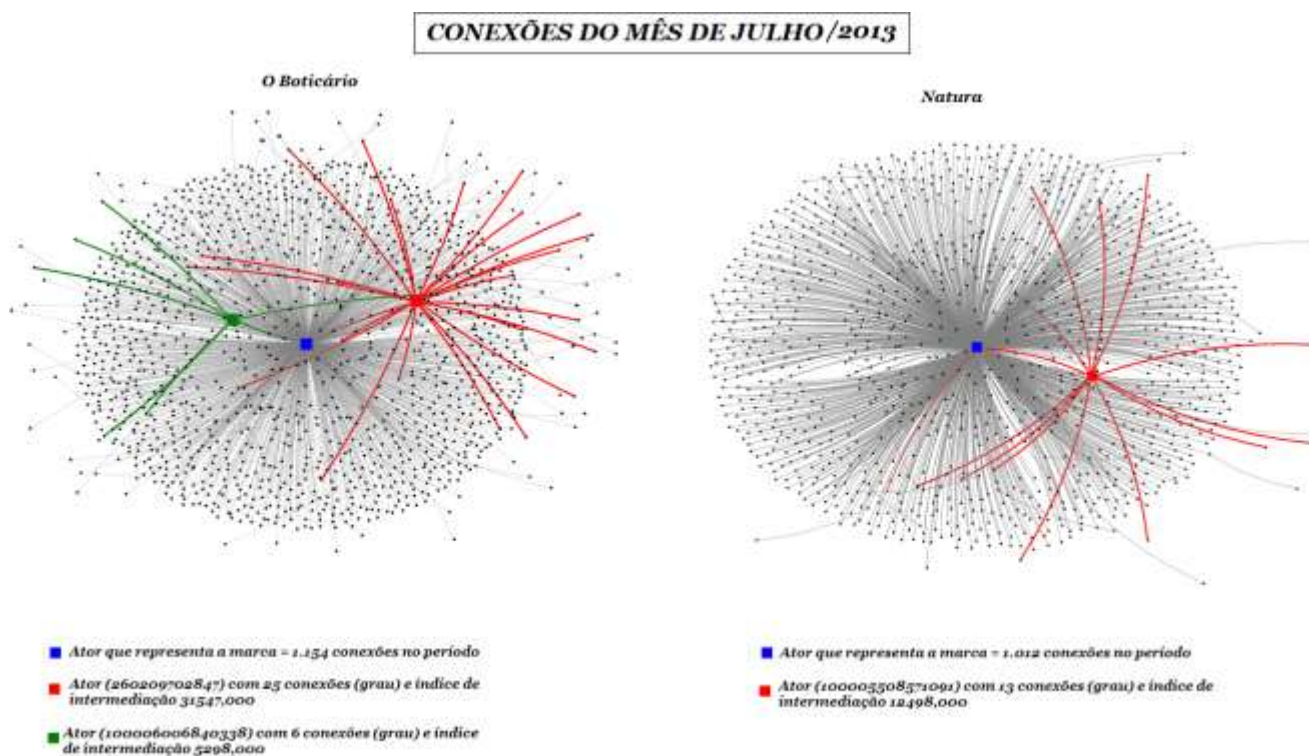 CONEXÕES DO MÊS DE JULHO/2013
O Boticário
Natura
Ator que representa a marca = 1.154 conexões no período
Ator (262029702847) com 25 conexões (grau) e índice de
intermediação 31547,000
Ator (100006006840338) com 6 conexões (grau) e índice
de intermediação 5298,000
Ator que representa a marca = 1.012 conexões no período
Ator (100005508571091) com 13 conexões (grau) e índice de
intermediação 12498,000